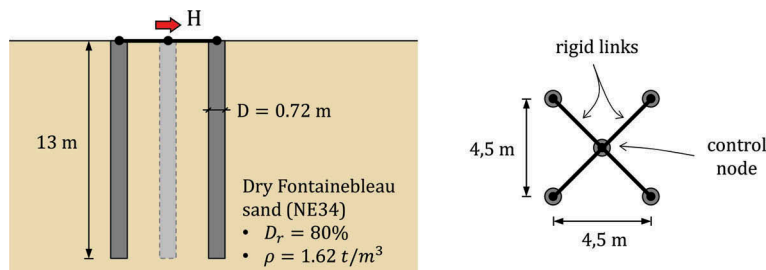 H
D = 0.72 m
13 m
Dry Fontainebleau
sand (NE34)
• D_r = 80%
• ρ = 1.62 t/m³
rigid links
4,5 m
control
node
4,5 m